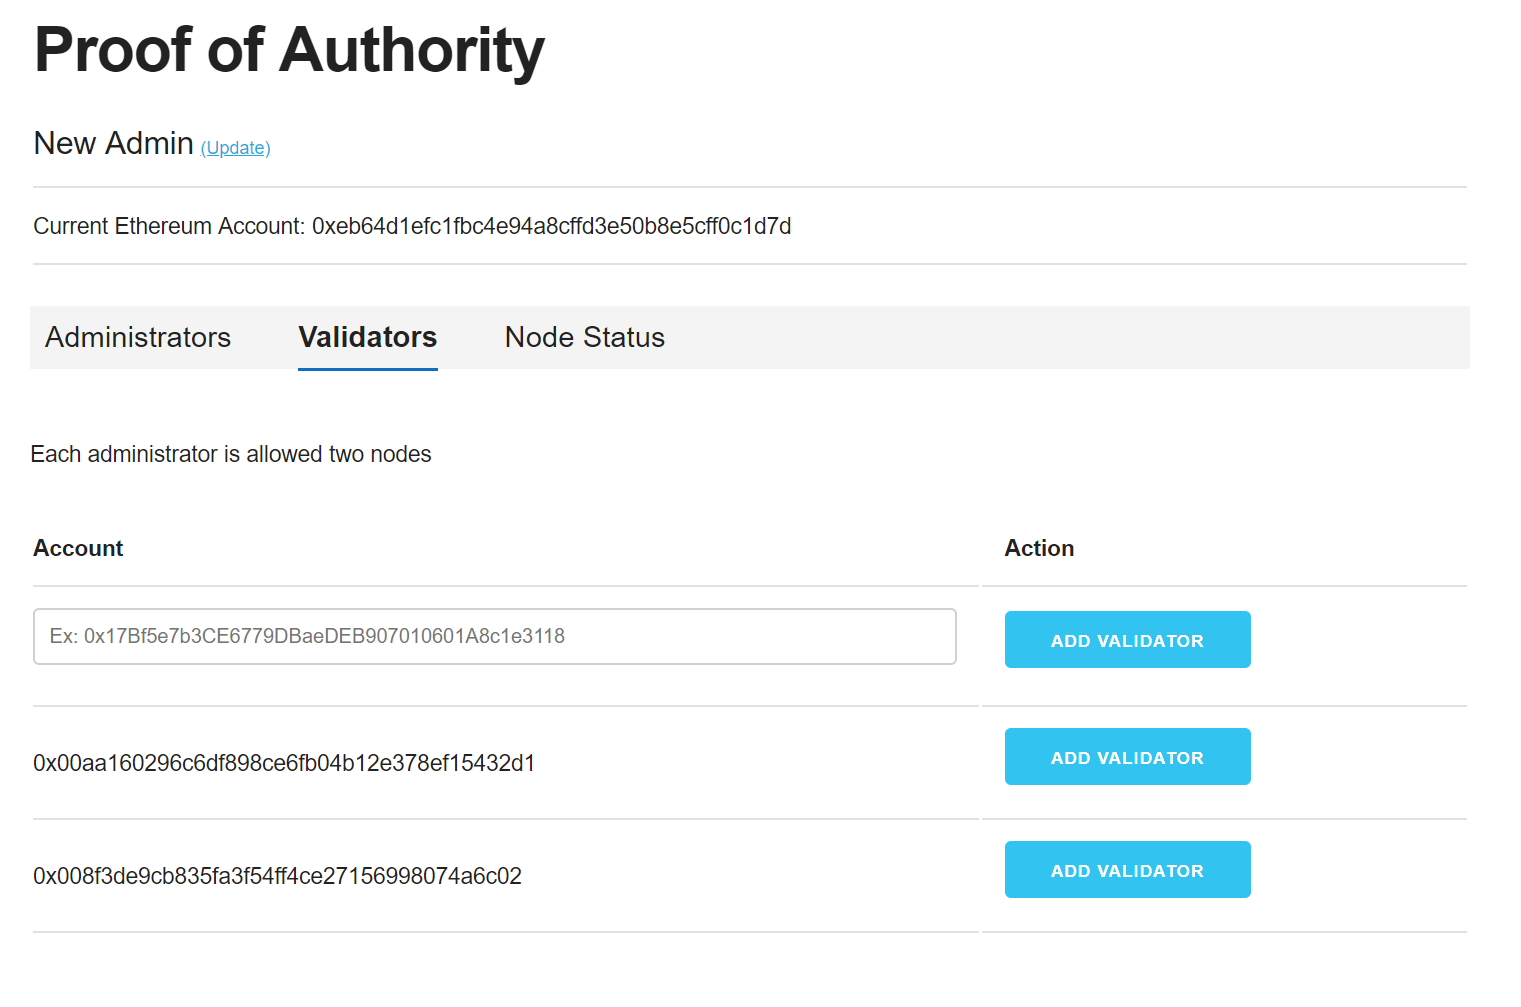 Proof of Authority
New Admin (Update)
Current Ethereum Account: 0xeb64d1efc1fbc4e94a8cffd3e50b8e5cff0c1d7d
Administrators Validators Node Status
Each administrator is allowed two nodes
Account Action
Ex: 0x17Bf5e7b3CE6779DBaeDEB907010601A8c1e3118 ADD VALIDATOR
0x00aa160296c6df898ce6fb04b12e378ef15432d1 ADD VALIDATOR
0x008f3de9cb835fa3f54ff4ce27156998074a6c02 ADD VALIDATOR